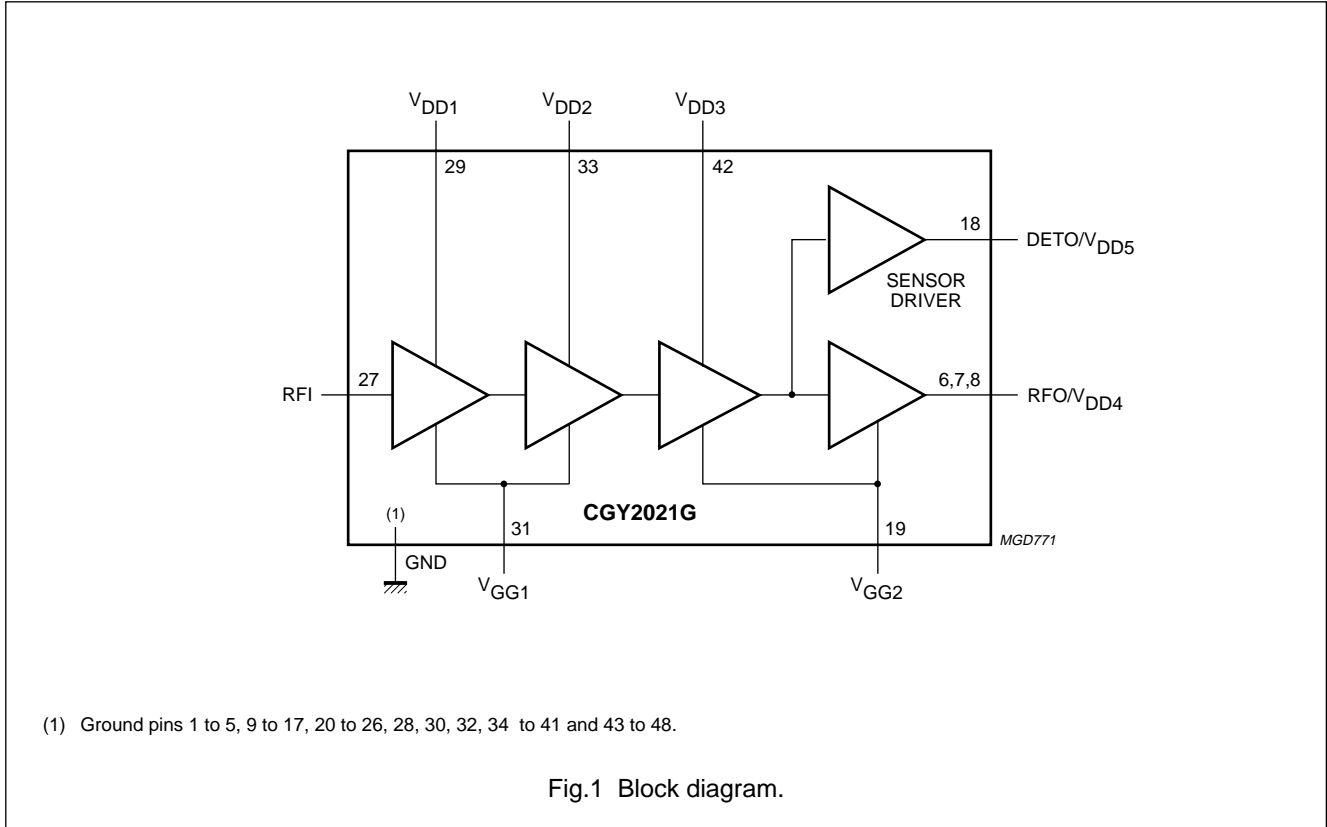 VDD1 VDD2 VDD3
29 33 42
18 DETO/VDD5
SENSOR
DRIVER
RFI 27 6,7,8 RFO/VDD4
(1) CGY2021G
31 19
GND MGD771
VGG1 VGG2
(1) Ground pins 1 to 5, 9 to 17, 20 to 26, 28, 30, 32, 34 to 41 and 43 to 48.
Fig.1 Block diagram.